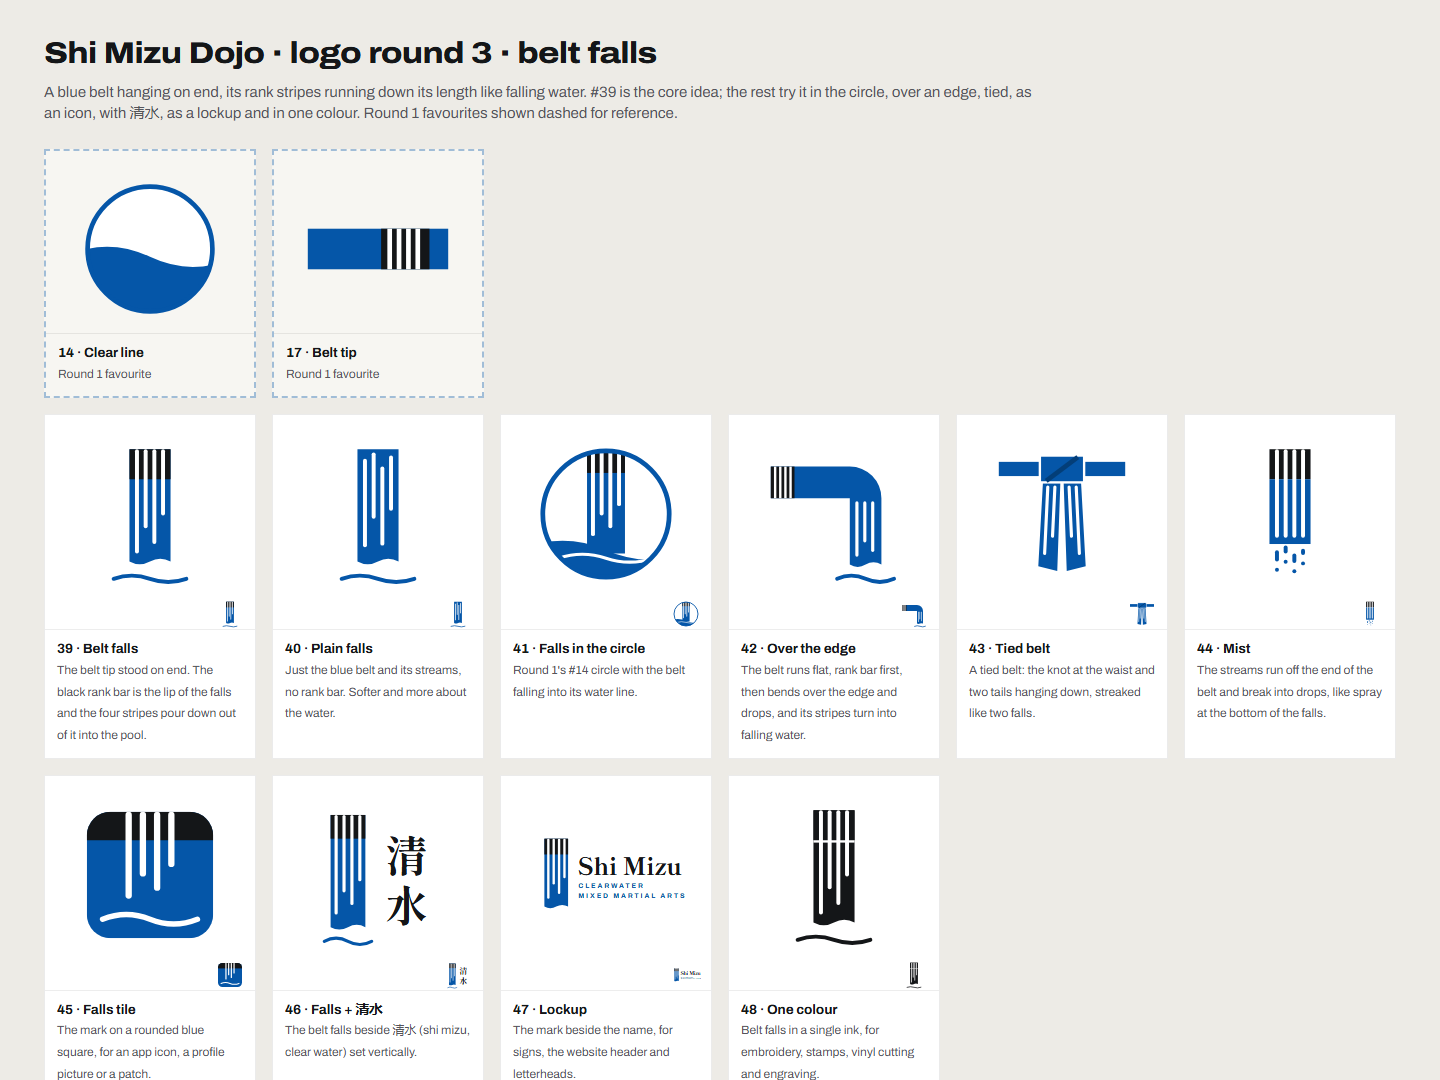 Shi Mizu Dojo · logo round 3 · belt falls
A blue belt hanging on end, its rank stripes running down its length like falling water. #39 is the core idea; the rest try it in the circle, over an edge, tied, as
an icon, with 清水, as a lockup and in one colour. Round 1 favourites shown dashed for reference.
14 · Clear line
Round 1 favourite
17 · Belt tip
Round 1 favourite
39 · Belt falls
The belt tip stood on end. The
black rank bar is the lip of the falls
and the four stripes pour down out
of it into the pool.
40 · Plain falls
Just the blue belt and its streams,
no rank bar. Softer and more about
the water.
41 · Falls in the circle
Round 1's #14 circle with the belt
falling into its water line.
42 · Over the edge
The belt runs flat, rank bar first,
then bends over the edge and
drops, and its stripes turn into
falling water.
43 · Tied belt
A tied belt: the knot at the waist and
two tails hanging down, streaked
like two falls.
44 · Mist
The streams run off the end of the
belt and break into drops, like spray
at the bottom of the falls.
45 · Falls tile
The mark on a rounded blue
square, for an app icon, a profile
picture or a patch.
清
水
清
水
46 · Falls + 清水
The belt falls beside 清水 (shi mizu,
clear water) set vertically.
Shi Mizu
CLEARWATER
MIXED MARTIAL ARTS
Shi Mizu
47 · Lockup
The mark beside the name, for
signs, the website header and
letterheads.
48 · One colour
Belt falls in a single ink, for
embroidery, stamps, vinyl cutting
and engraving.